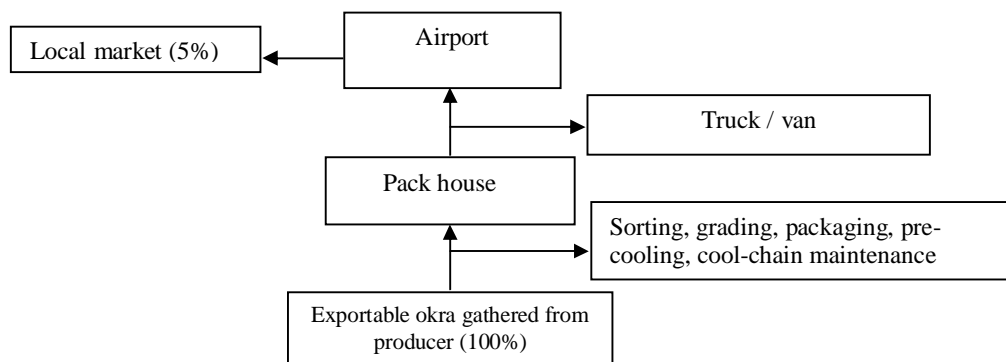 Airport
Local market (5%)
Truck / van
Pack house
Sorting, grading, packaging, pre-
cooling, cool-chain maintenance
Exportable okra gathered from
producer (100%)